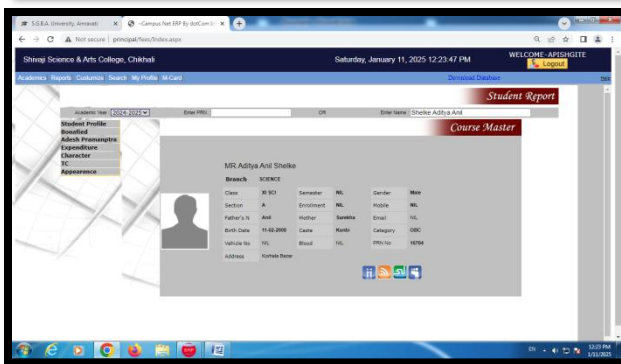 S.G.B.A. University, Amravati
:-Campus Net ERP By dotCom I
Not secure | principal/fees/Index.aspx
Shivaji Science & Arts College, Chikhali
Saturday, January 11, 2025 12:23:47 PM
WELCOME-APISHGITE
Logout
Academics Reports Customize Search My Profile M-Card
Download Database
Help
Student Report
Academic Year 2024-2025 Enter PRN OR Enter Name Shelke Aditya Anil
Student Profile
Bonafied
Adesh Pramanptra
Expenditure
Character
TC
Appearence
Course Master
MR.Aditya Anil Shelke
Branch SCIENCE
Class XI SCI Semester NIL Gender Male
Section A Enrollment NIL Mobile NIL
Father's N Anil Mother Surekha Email NIL
Birth Date Caste Kunbi Category OBC
Vehicle No NIL Blood NIL PRN No 16704
Address Korhala Bazar
EN
12:23 PM
1/11/2025